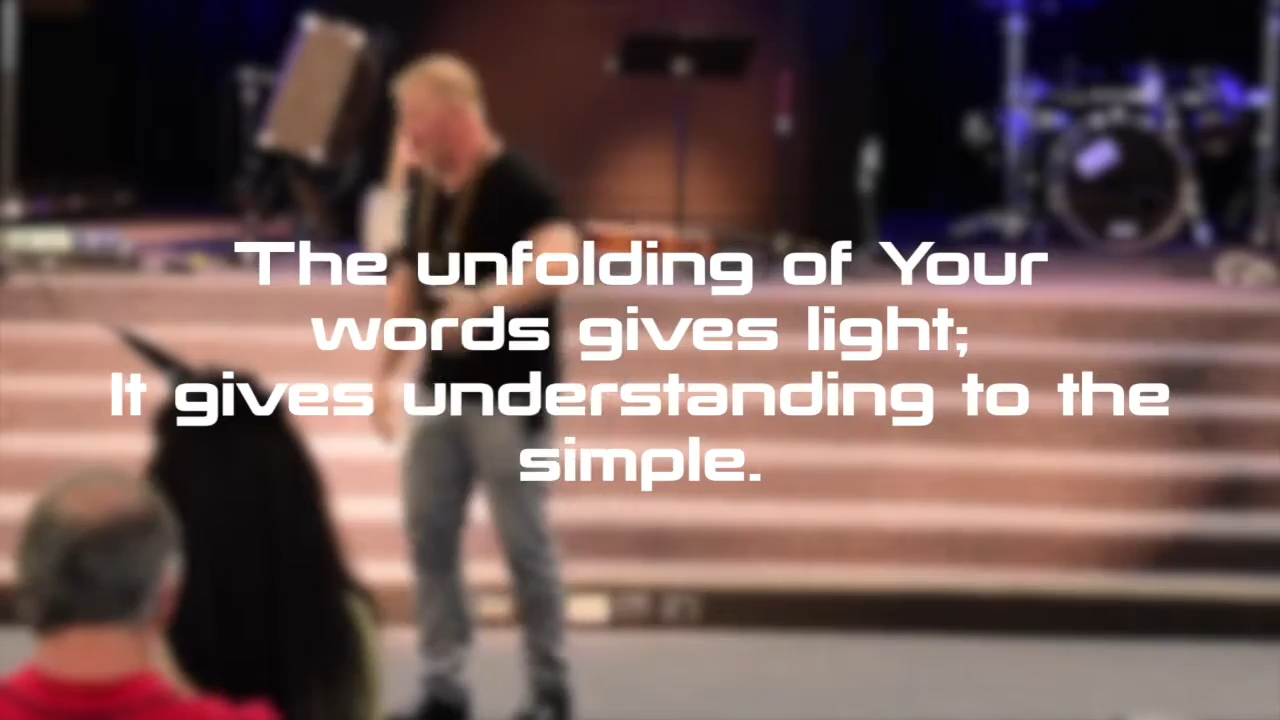 The unfolding of Your
words gives light;
It gives understanding to the
simple.